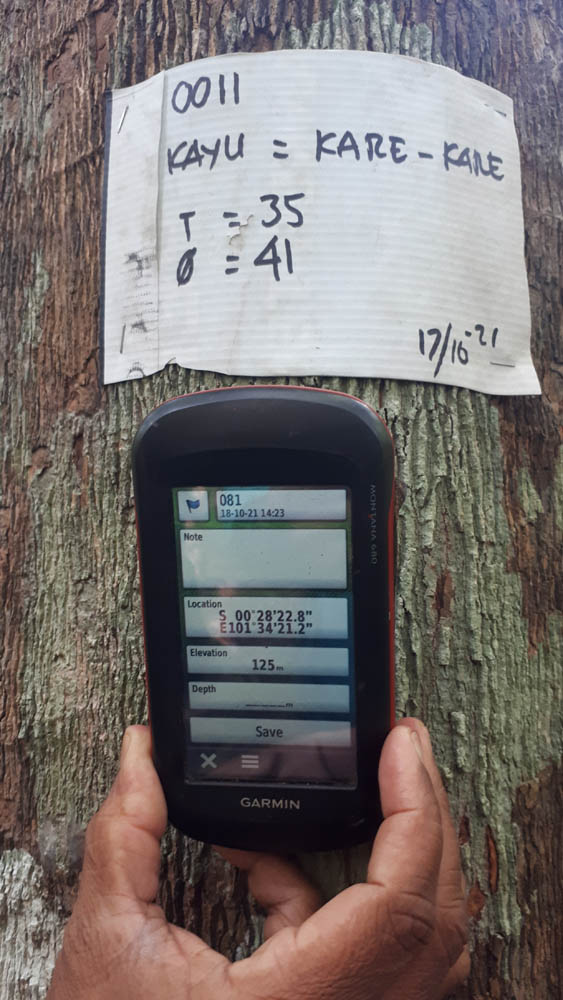 0011
KAYU = KARE-KARE
T = 35
Ø = 41
17/10-21
081
18-10-21 14:23
Note
Location
S 00°28'22.8"
E101°34'21.2"
Elevation
125m
Depth
______m
Save
GARMIN
MONTANA 680